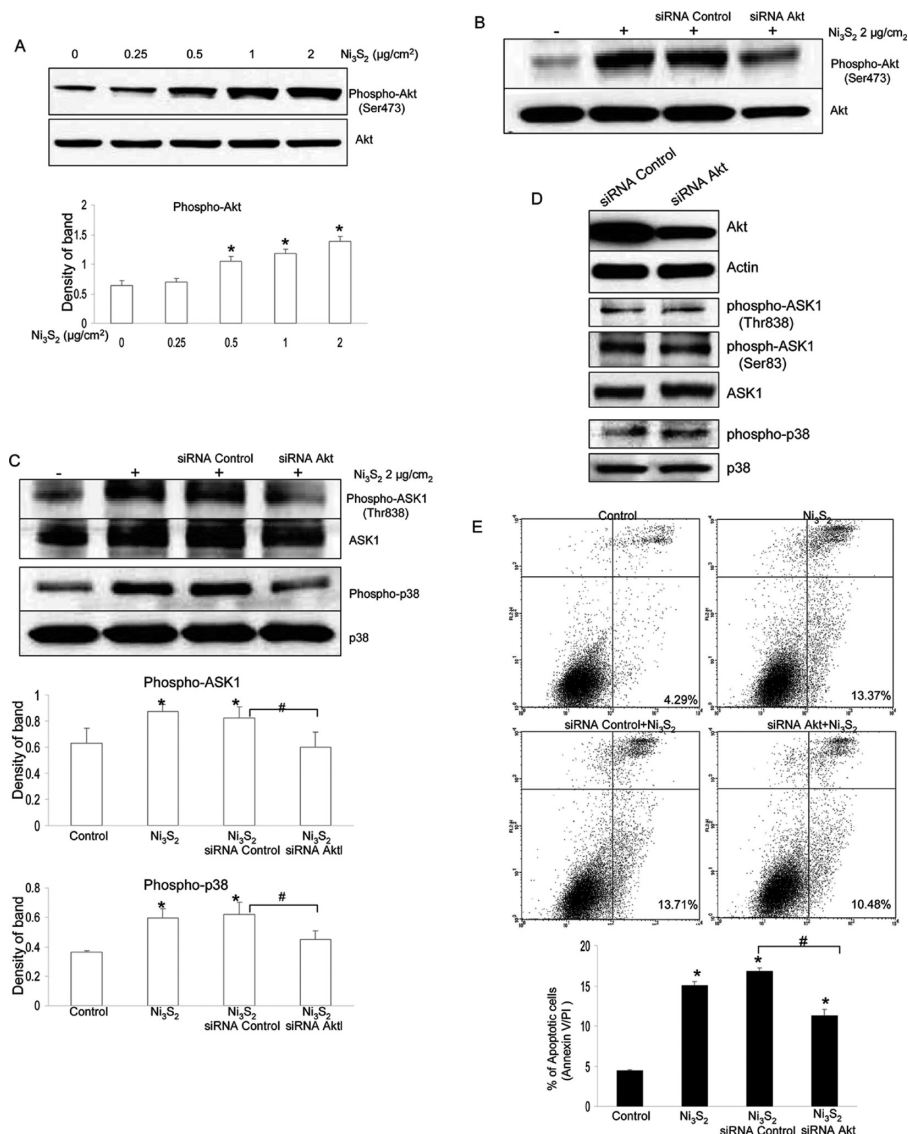 A
0 0.25 0.5 1 2 Ni₃S₂ (µg/cm²)
Phospho-Akt
(Ser473)
Akt
Phospho-Akt
Density of band
2
1.5
1
0.5
0
Ni₃S₂ (µg/cm²)
0 0.25 0.5 1 2
* * *
B
siRNA Control siRNA Akt
- + + + Ni₃S₂ 2 µg/cm₂
Phospho-Akt
(Ser473)
Akt
D
siRNA Control siRNA Akt
Akt
Actin
phospho-ASK1
(Thr838)
phosph-ASK1
(Ser83)
ASK1
phospho-p38
p38
C
siRNA Control siRNA Akt
- + + + Ni₃S₂ 2 µg/cm₂
Phospho-ASK1
(Thr838)
ASK1
Phospho-p38
p38
Phospho-ASK1
Density of band
1
0.8
0.6
0.4
0.2
0
* * #
Control Ni₃S₂ Ni₃S₂ Ni₃S₂
siRNA Control siRNA Aktl
Phospho-p38
Density of band
0.8
0.6
0.4
0.2
0
* * #
Control Ni₃S₂ Ni₃S₂ Ni₃S₂
siRNA Control siRNA Aktl
E
Control Ni₃S₂
4.29% 13.37%
siRNA Control+Ni₃S₂ siRNA Akt+Ni₃S₂
13.71% 10.48%
% of Apoptotic cells
(Annexin V/PI )
20
15
10
5
0
* * * #
Control Ni₃S₂ Ni₃S₂ Ni₃S₂
siRNA Control siRNA Akt